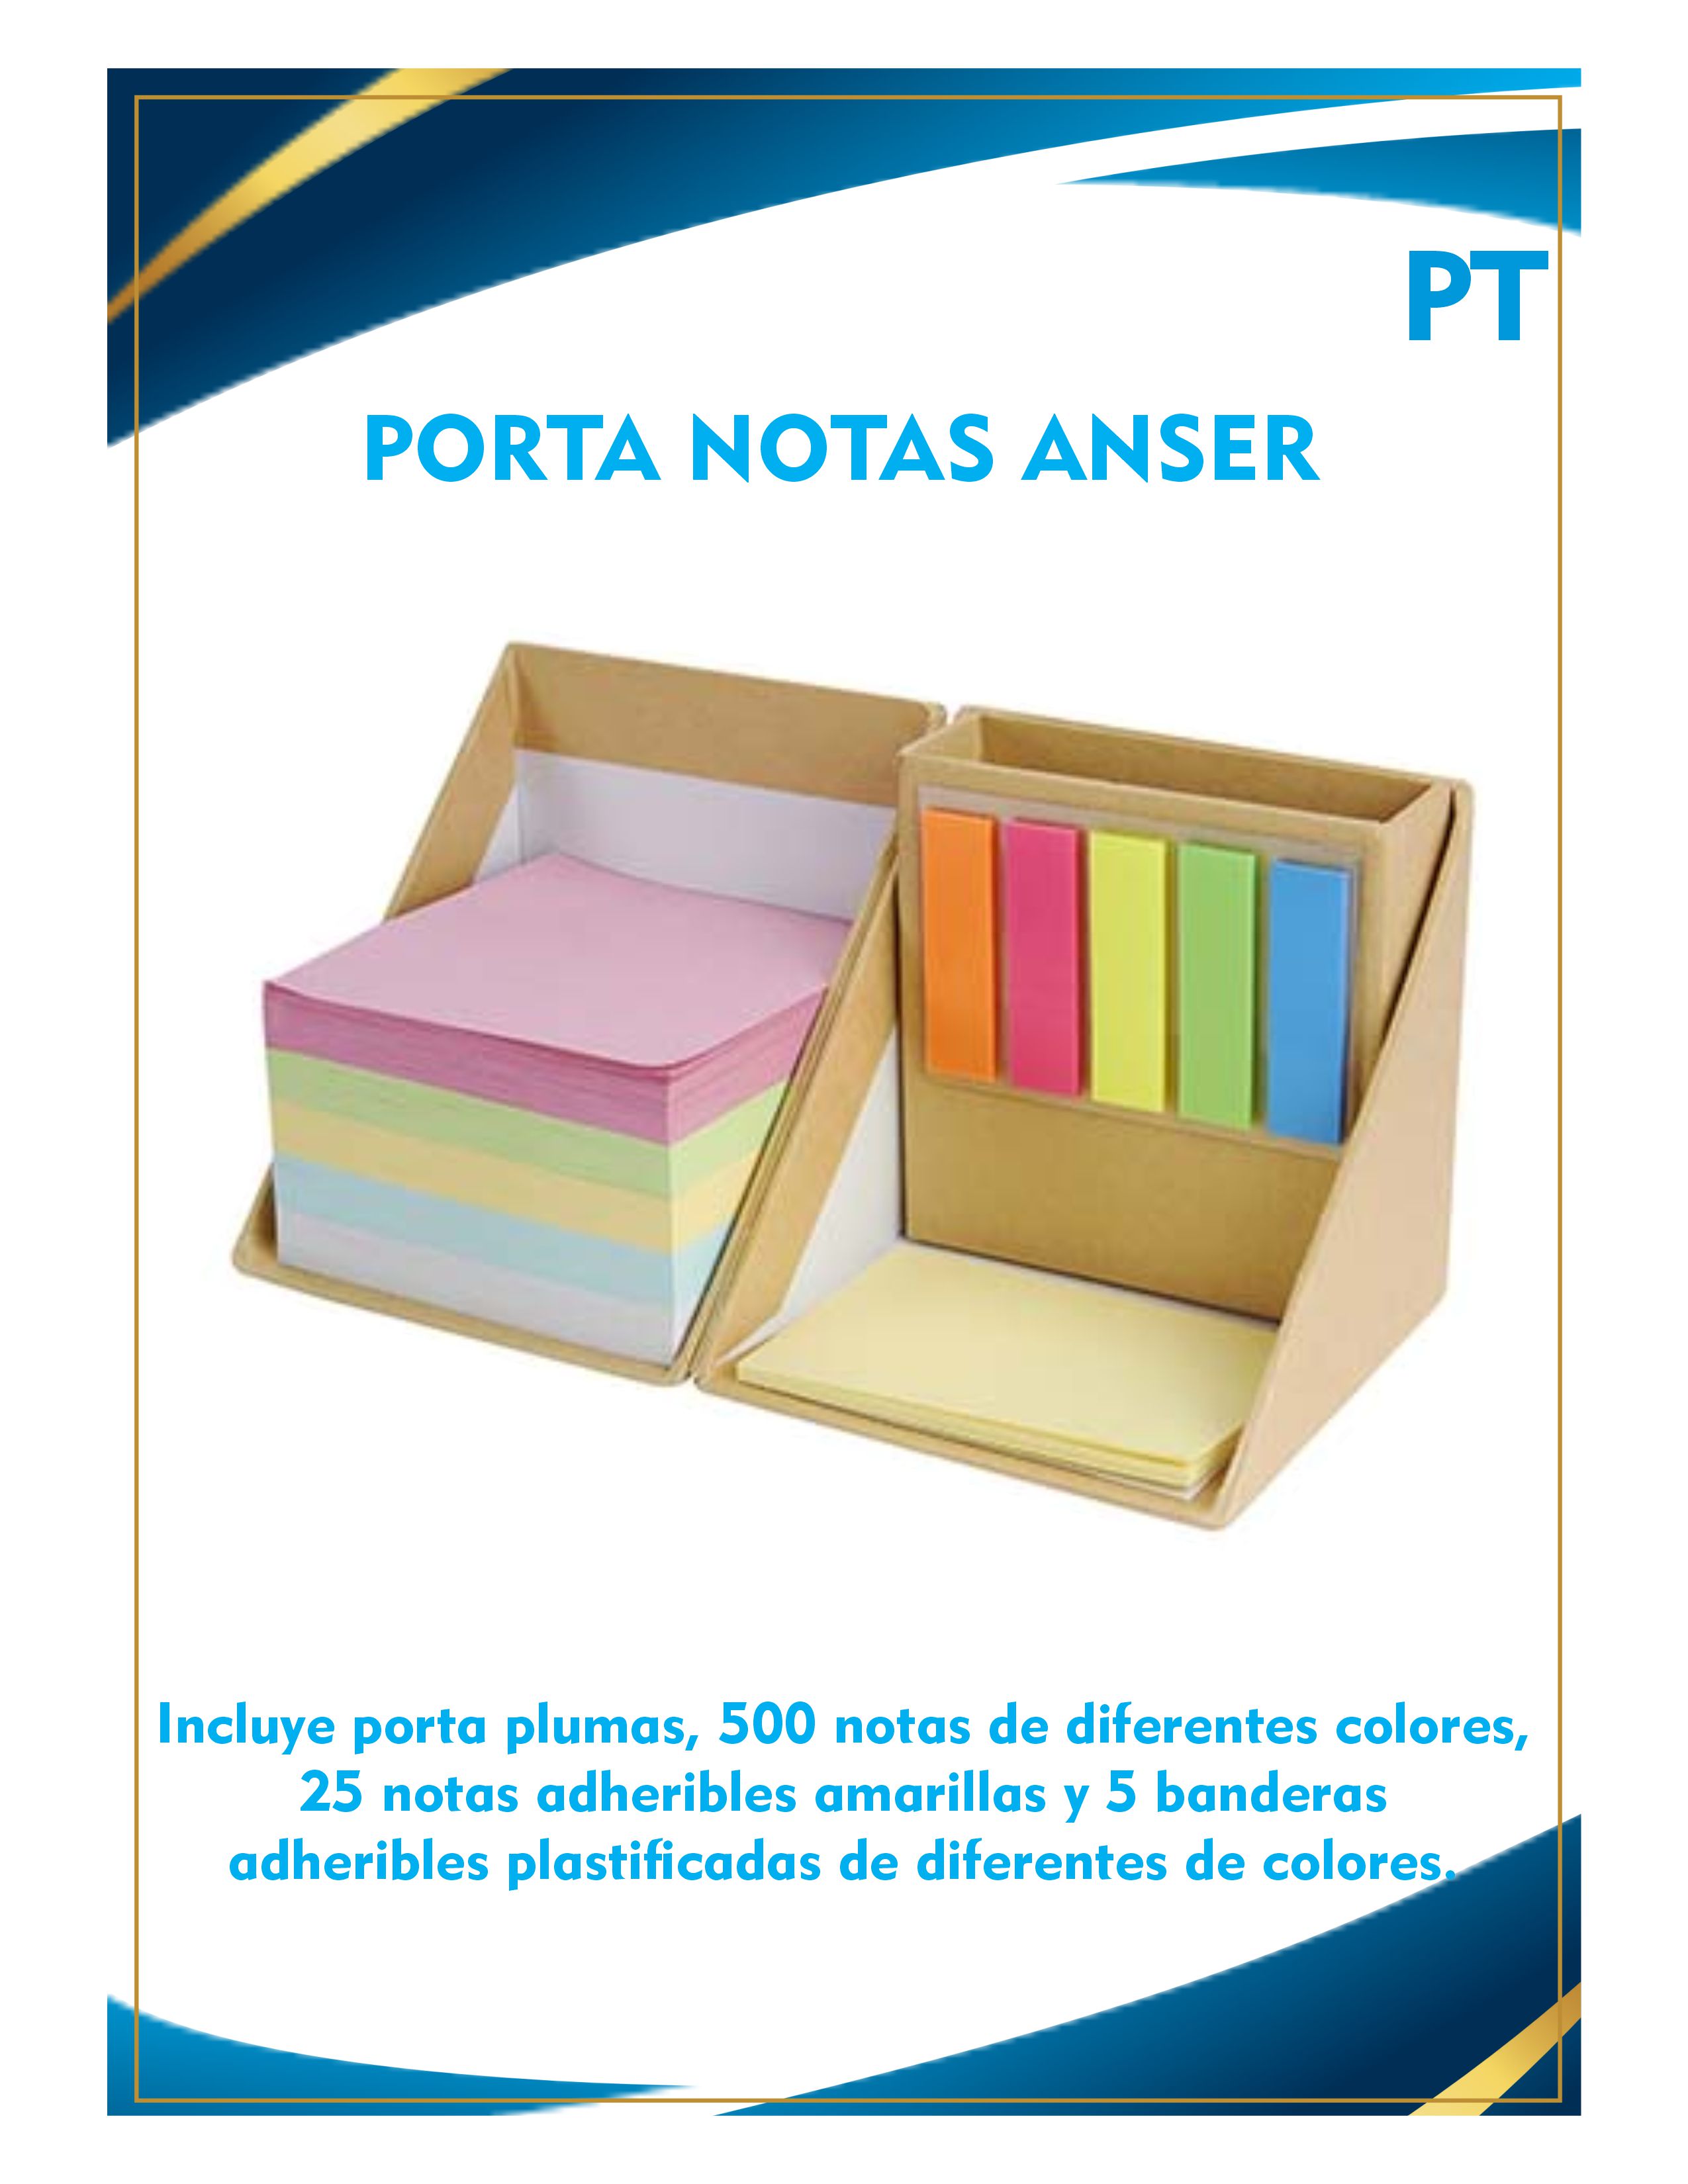 PT
PORTA NOTAS ANSER
Incluye porta plumas, 500 notas de diferentes colores,
25 notas adheribles amarillas y 5 banderas
adheribles plastificadas de diferentes de colores.